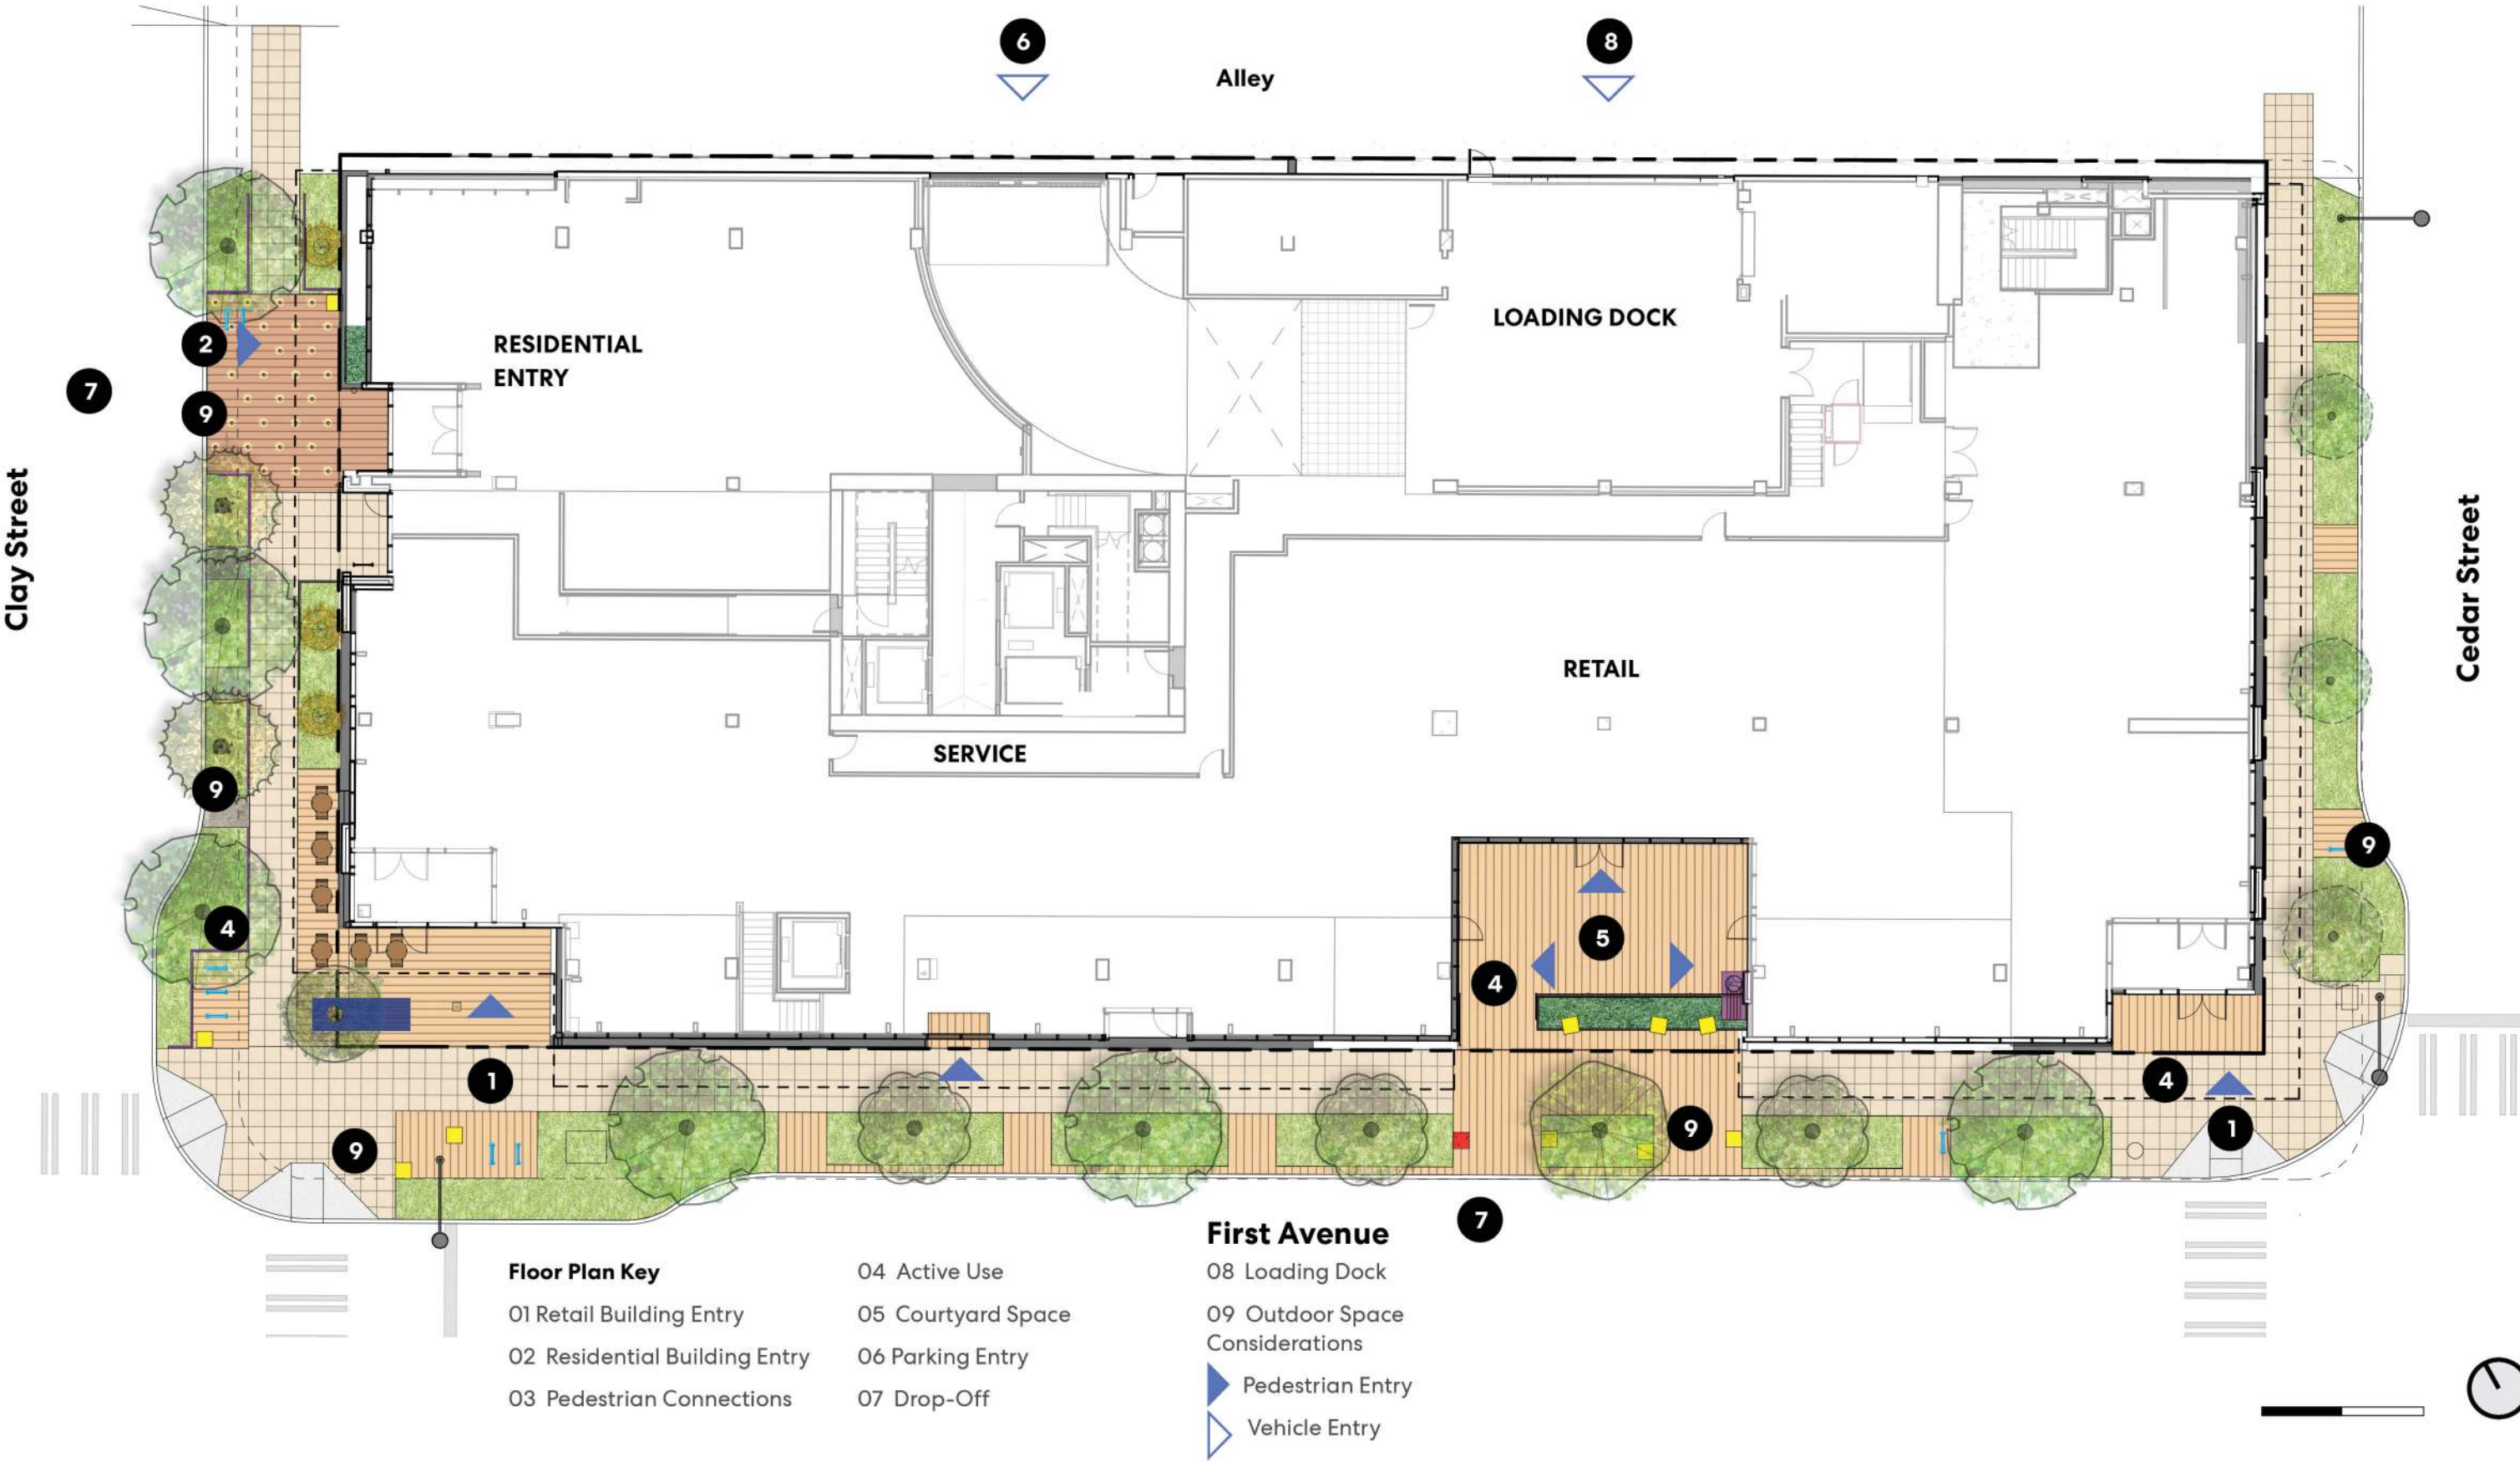 6
8
Alley
2
RESIDENTIAL
ENTRY
LOADING DOCK
7
9
Clay Street
Cedar Street
RETAIL
SERVICE
9
9
4
5
4
1
4
9
9
1
7
First Avenue
Floor Plan Key
01 Retail Building Entry
02 Residential Building Entry
03 Pedestrian Connections
04 Active Use
05 Courtyard Space
06 Parking Entry
07 Drop-Off
08 Loading Dock
09 Outdoor Space
Considerations
Pedestrian Entry
Vehicle Entry